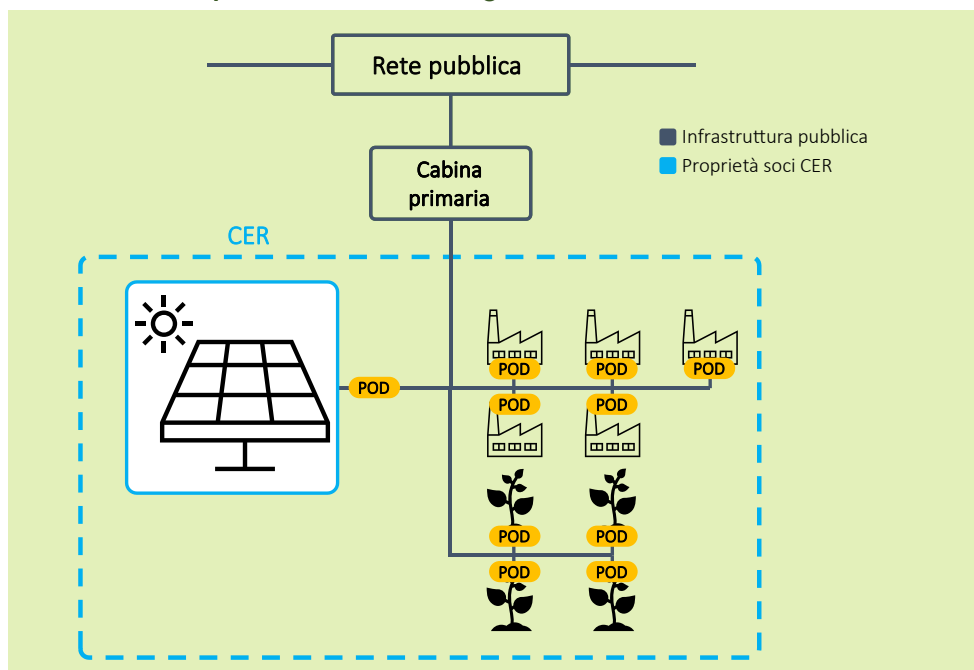 Rete pubblica
Infrastruttura pubblica
Cabina
primaria
Proprietà soci CER
CER
POD POD POD
POD
POD POD
POD POD
POD POD